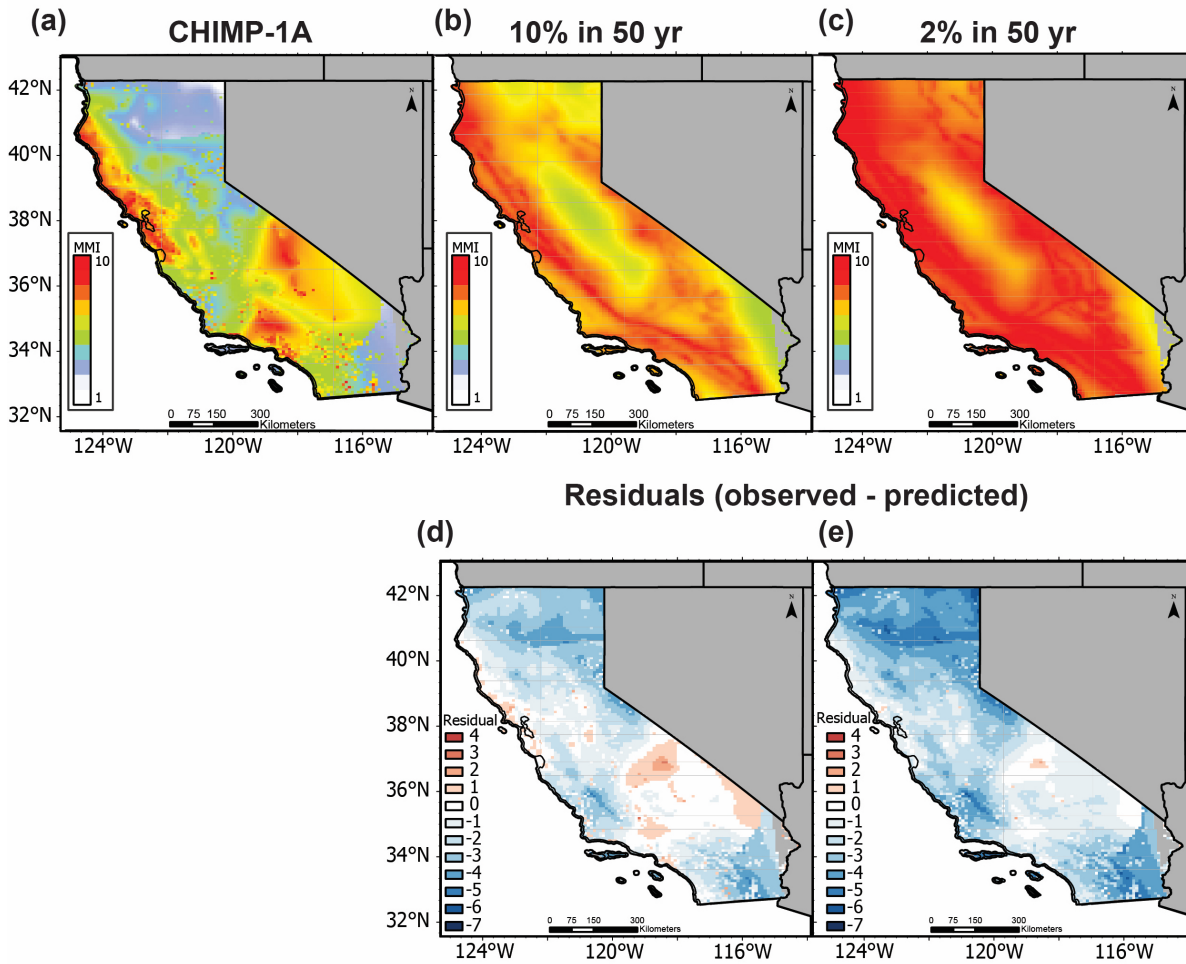 (a) CHIMP-1A (b) 10% in 50 yr (c) 2% in 50 yr
42°N
40°N
38°N
36°N
34°N
32°N
N
N
N
MMI
10
1
MMI
10
1
MMI
10
1
0 75 150 300
Kilometers
0 75 150 300
Kilometers
0 75 150 300
Kilometers
124°W 120°W 116°W
124°W 120°W 116°W
124°W 120°W 116°W
Residuals (observed - predicted)
(d) (e)
42°N
40°N
38°N
36°N
34°N
32°N
N
N
Residual
4
3
2
1
0
-1
-2
-3
-4
-5
-6
-7
Residual
4
3
2
1
0
-1
-2
-3
-4
-5
-6
-7
0 75 150 300
Kilometers
0 75 150 300
Kilometers
124°W 120°W 116°W
124°W 120°W 116°W